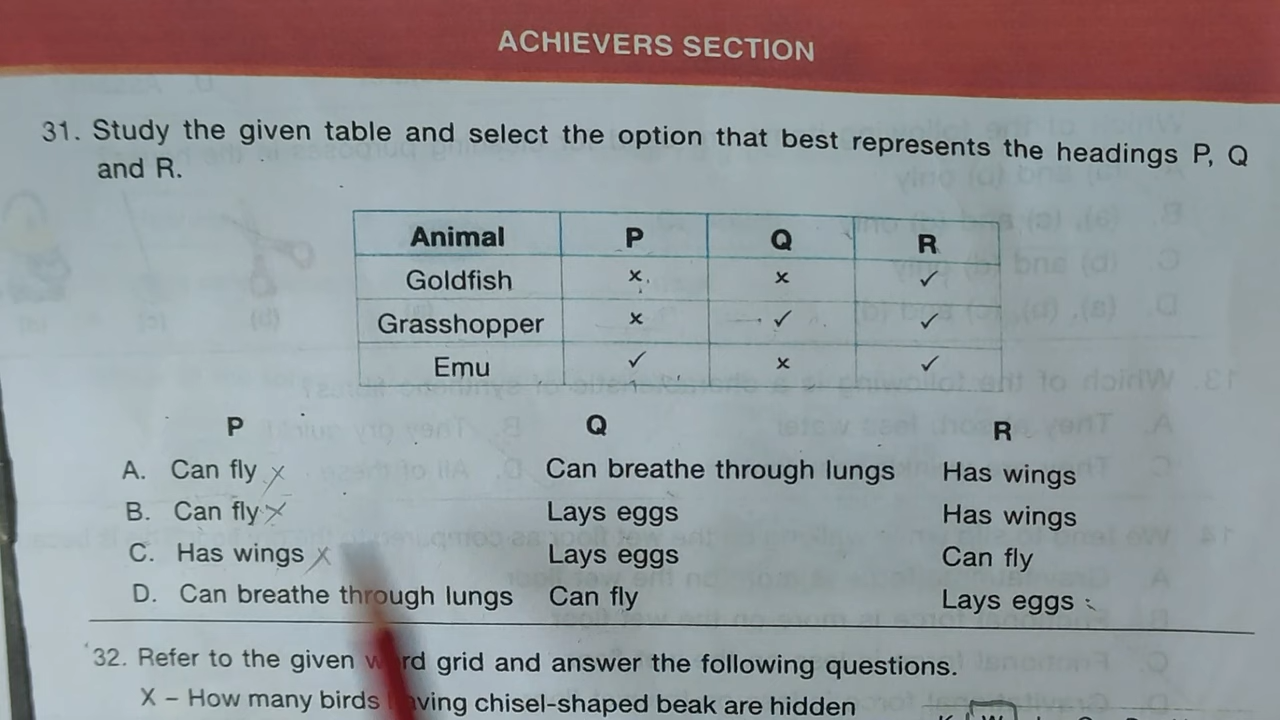 ACHIEVERS SECTION
31. Study the given table and select the option that best represents the headings P, Q
and R.
Animal P Q R
Goldfish x x ✓
Grasshopper x ✓ ✓
Emu ✓ x ✓
P Q R
A. Can fly x Can breathe through lungs Has wings
B. Can fly x Lays eggs Has wings
C. Has wings x Lays eggs Can fly
D. Can breathe through lungs Can fly Lays eggs
32. Refer to the given grid and answer the following questions.
X – How many birds having chisel-shaped beak are hidden